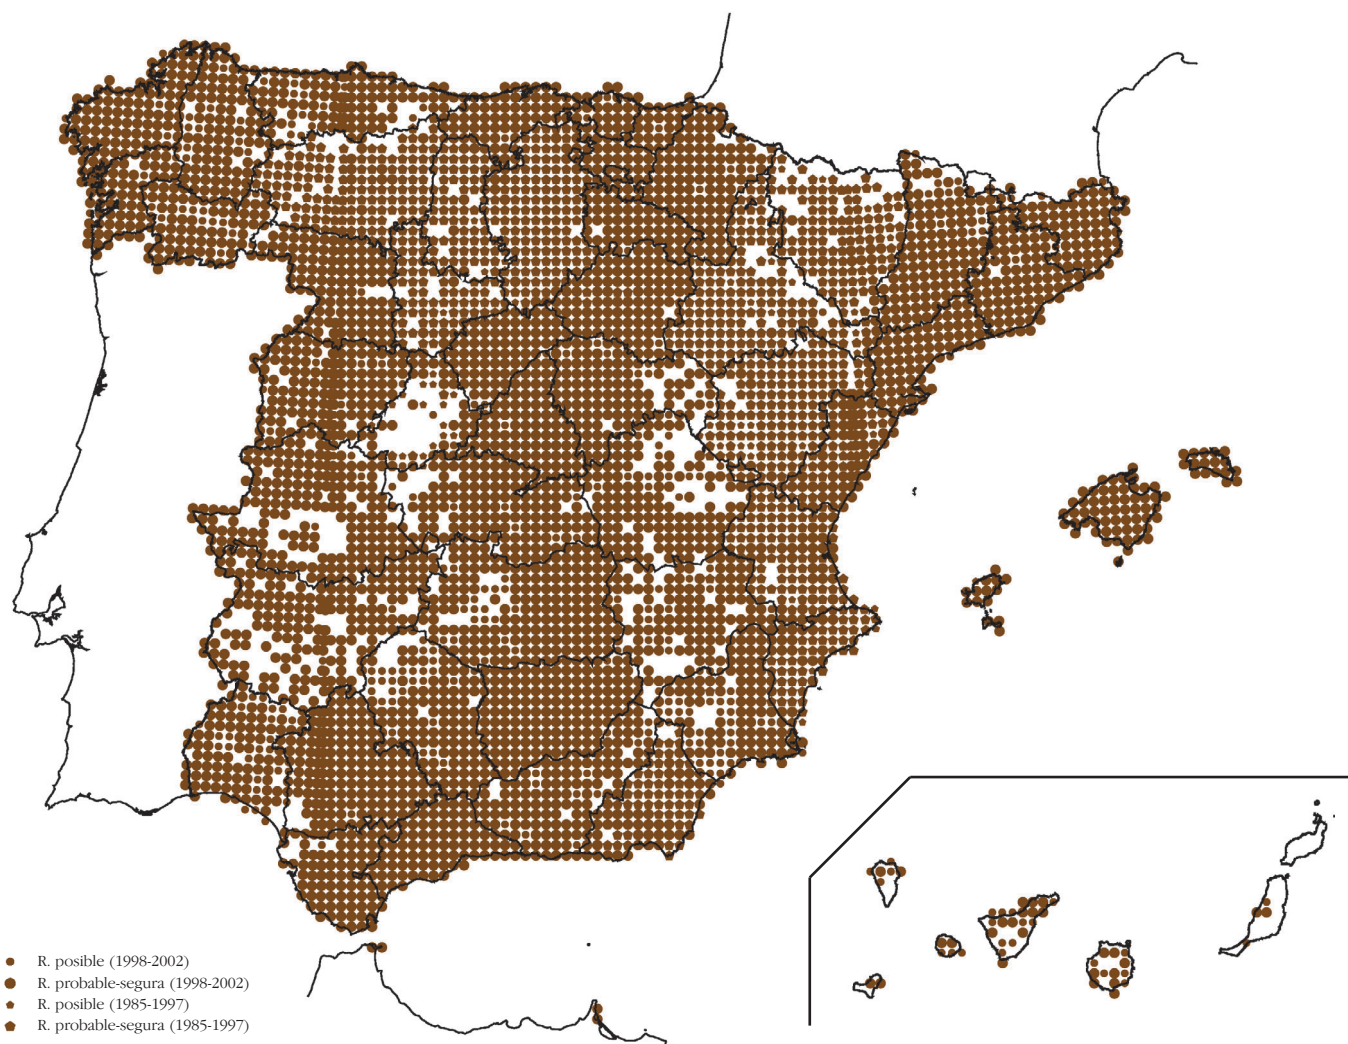 R. posible (1998-2002)
R. probable-segura (1998-2002)
R. posible (1985-1997)
R. probable-segura (1985-1997)